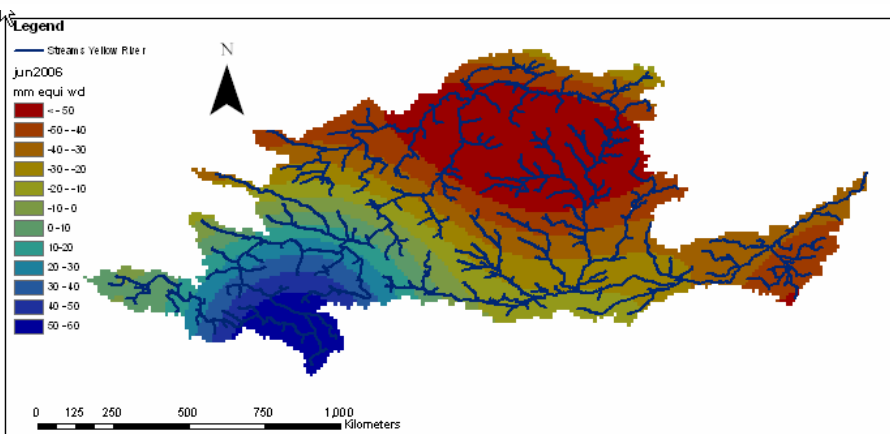 Legend
Streams Yellow River
N
jun2006
mm equi wd
<-50
-50 --40
-40 --30
-30 --20
-20 --10
-10 - 0
0-10
10-20
20-30
30-40
40-50
50-60
0 125 250 500 750 1,000
Kilometers